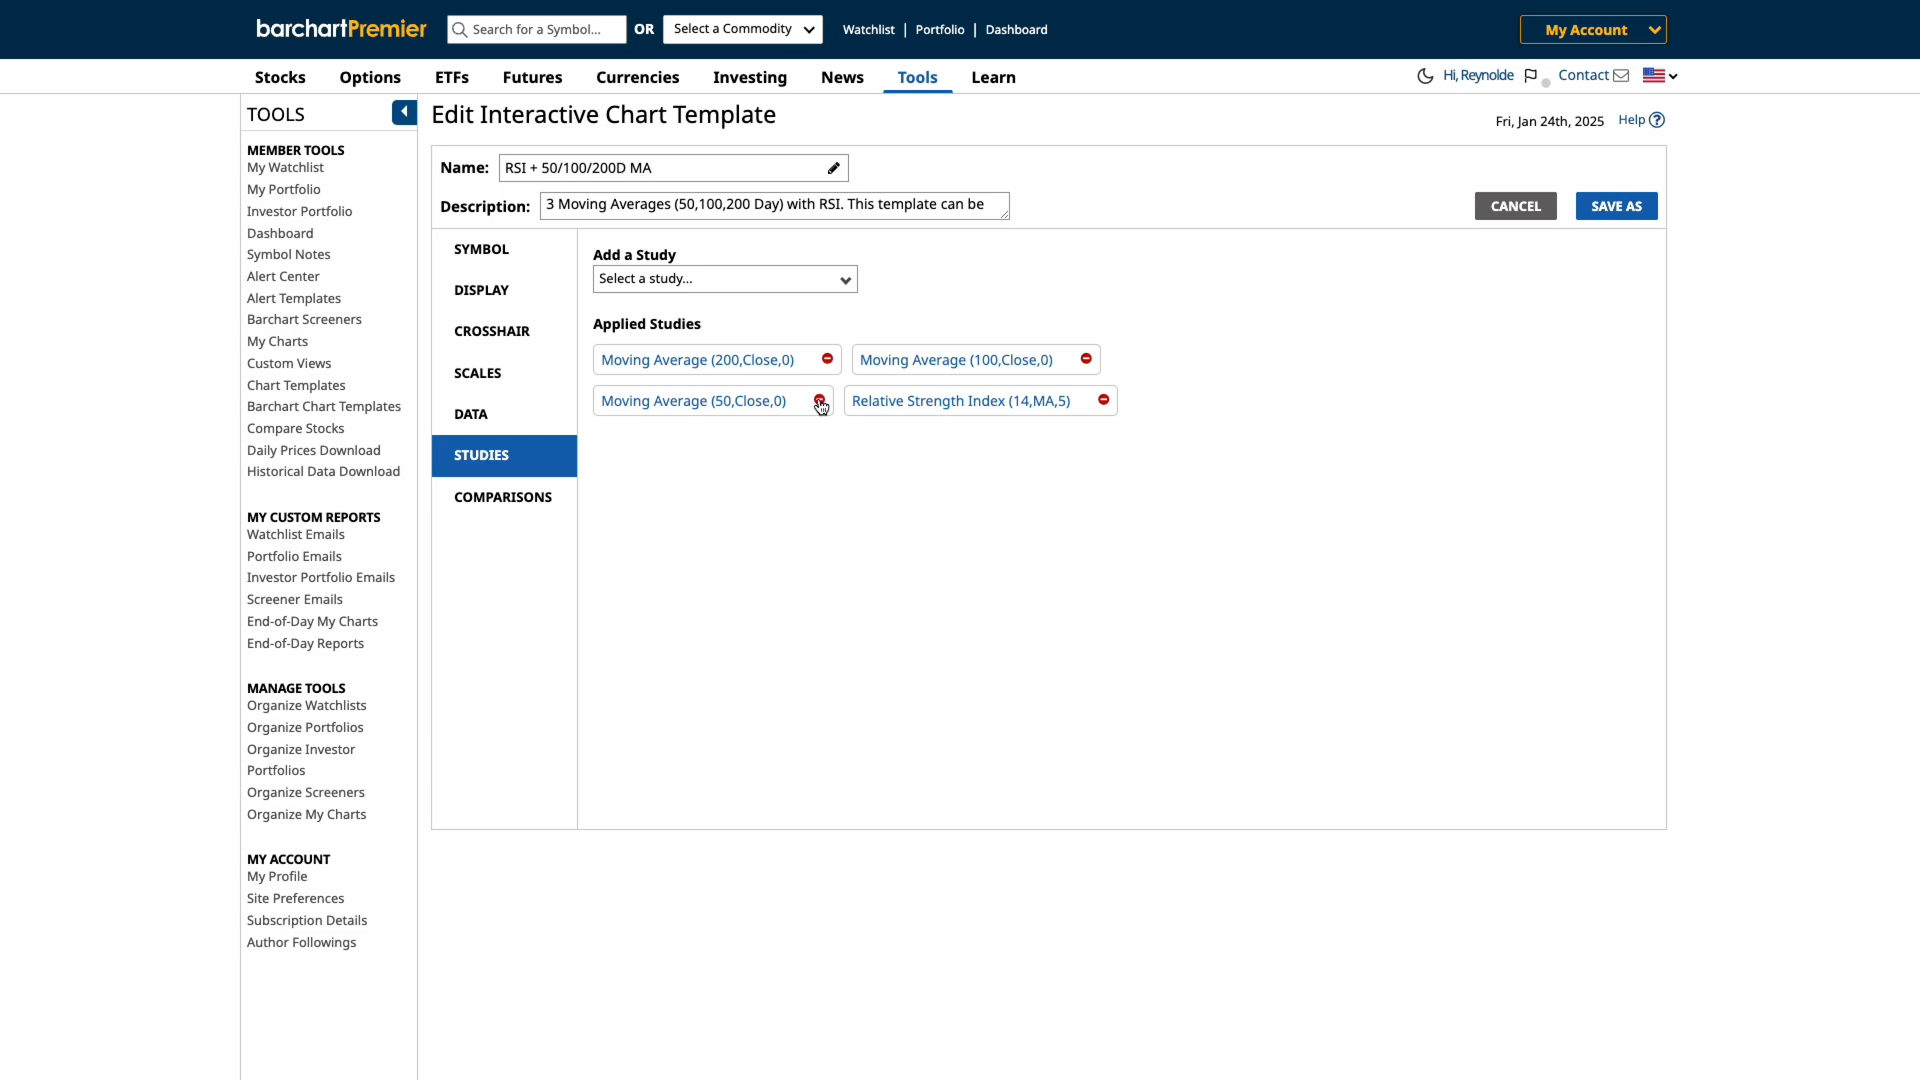 barchartPremier
Search for a Symbol...
OR
Select a Commodity
Watchlist | Portfolio | Dashboard
My Account
Stocks
Options
ETFs
Futures
Currencies
Investing
News
Tools
Learn
Hi, Reynolde
Contact
TOOLS
MEMBER TOOLS
My Watchlist
My Portfolio
Investor Portfolio
Dashboard
Symbol Notes
Alert Center
Alert Templates
Barchart Screeners
My Charts
Custom Views
Chart Templates
Barchart Chart Templates
Compare Stocks
Daily Prices Download
Historical Data Download
MY CUSTOM REPORTS
Watchlist Emails
Portfolio Emails
Investor Portfolio Emails
Screener Emails
End-of-Day My Charts
End-of-Day Reports
MANAGE TOOLS
Organize Watchlists
Organize Portfolios
Organize Investor
Portfolios
Organize Screeners
Organize My Charts
MY ACCOUNT
My Profile
Site Preferences
Subscription Details
Author Followings
Edit Interactive Chart Template
Fri, Jan 24th, 2025
Help ?
Name: RSI + 50/100/200D MA
Description: 3 Moving Averages (50,100,200 Day) with RSI. This template can be
CANCEL
SAVE AS
SYMBOL
DISPLAY
CROSSHAIR
SCALES
DATA
STUDIES
COMPARISONS
Add a Study
Select a study...
Applied Studies
Moving Average (200,Close,0)
Moving Average (100,Close,0)
Moving Average (50,Close,0)
Relative Strength Index (14,MA,5)